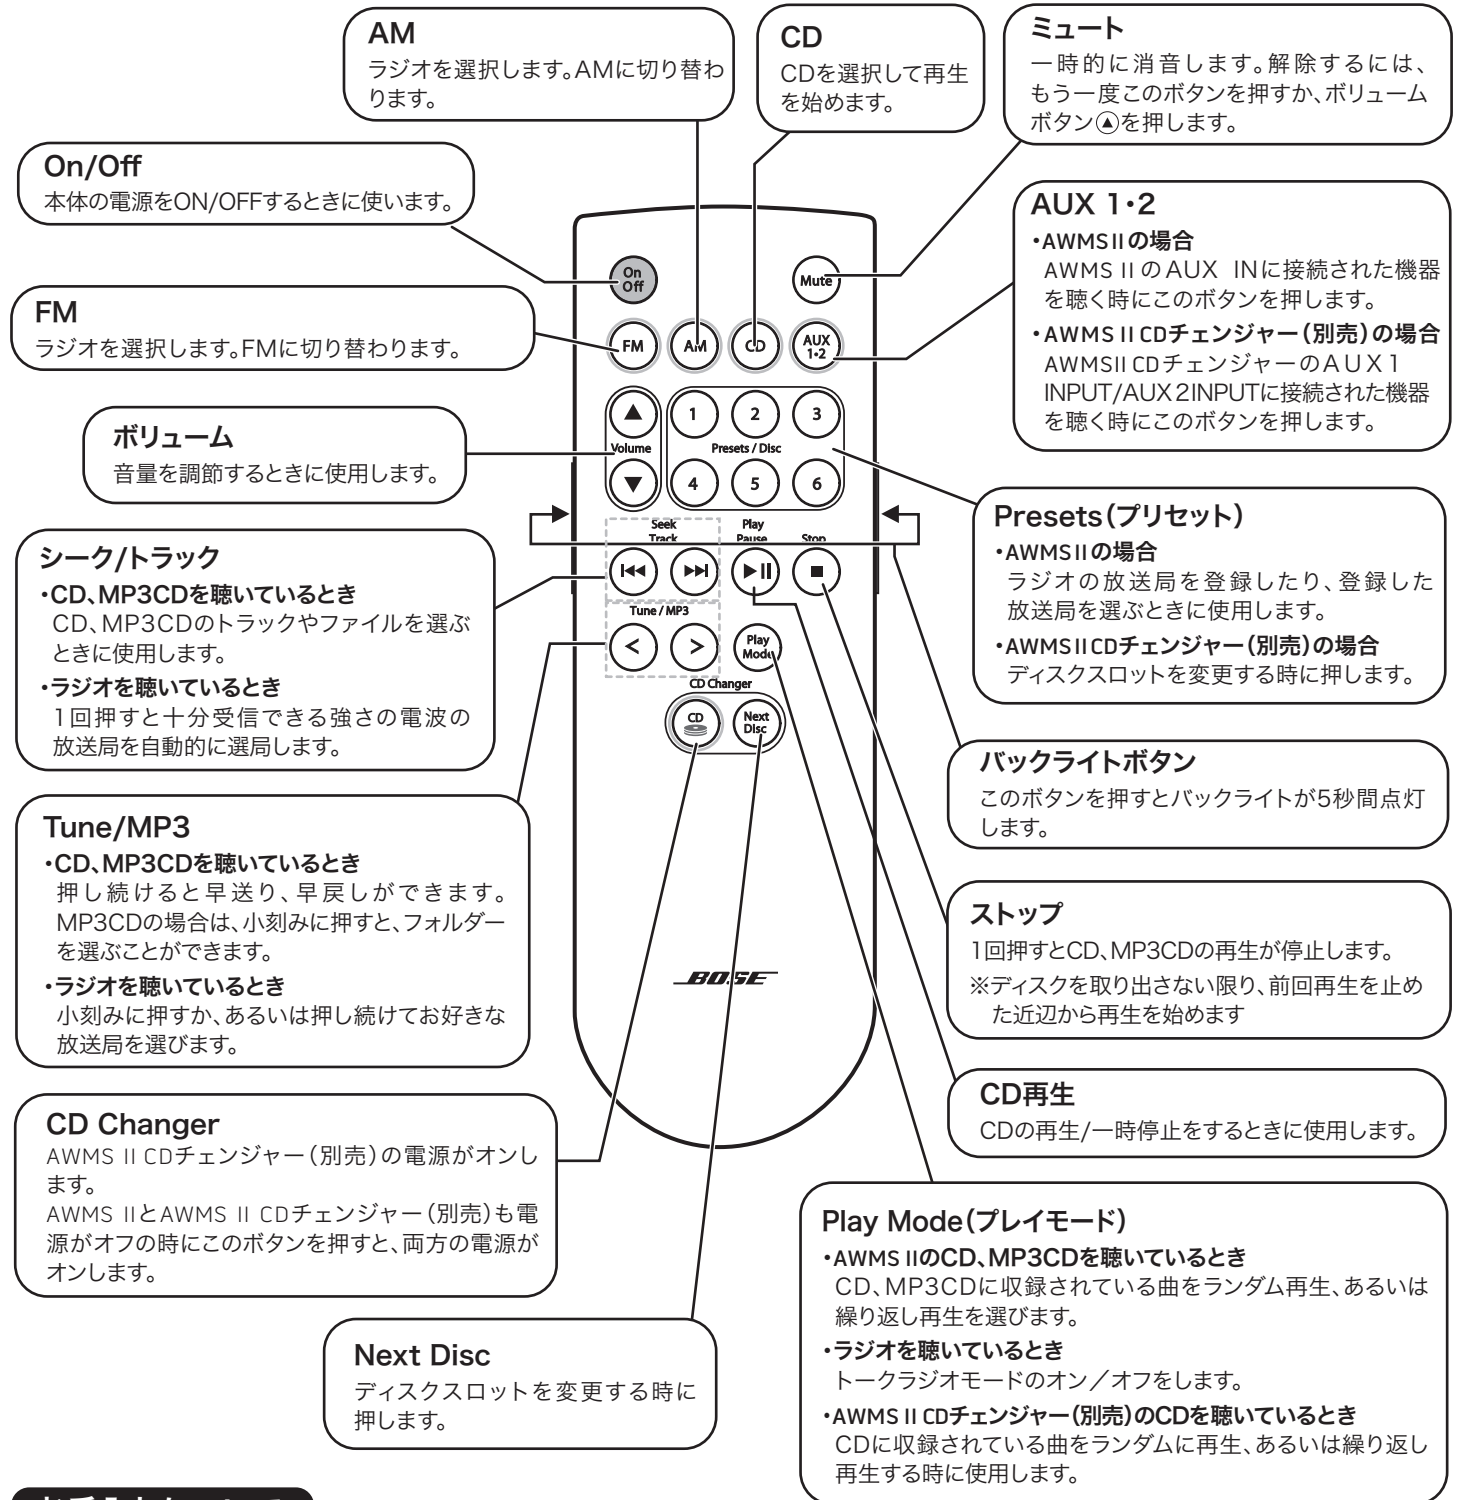 AM
ラジオを選択します。AMに切り替わ
ります。
CD
CDを選択して再生
を始めます。
ミュート
一時的に消音します。解除するには、
もう一度このボタンを押すか、ボリューム
ボタン▲を押します。
On/Off
本体の電源をON/OFFするときに使います。
AUX 1・2
・AWMSIIの場合
AWMS IIのAUX INに接続された機器
を聴く時にこのボタンを押します。
・AWMS II CDチェンジャー(別売)の場合
AWMSII CDチェンジャーのAUX1
INPUT/AUX2INPUTに接続された機器
を聴く時にこのボタンを押します。
FM
ラジオを選択します。FMに切り替わります。
ボリューム
音量を調節するときに使用します。
On
Off
Mute
FM
AM
CD
AUX
1・2
1
2
3
Volume
Presets / Disc
4
5
6
Seek
Track
Play
Pause
Stop
Tune / MP3
<
>
Play
Mode
CD Changer
CD
Next
Disc
BOSE
Presets(プリセット)
・AWMSIIの場合
ラジオの放送局を登録したり、登録した
放送局を選ぶときに使用します。
・AWMSIICDチェンジャー(別売)の場合
ディスクスロットを変更する時に押します。
シーク/トラック
・CD、MP3CDを聴いているとき
CD、MP3CDのトラックやファイルを選ぶ
ときに使用します。
・ラジオを聴いているとき
1回押すと十分受信できる強さの電波の
放送局を自動的に選局します。
バックライトボタン
このボタンを押すとバックライトが5秒間点灯
します。
Tune/MP3
・CD、MP3CDを聴いているとき
押し続けると早送り、早戻しができます。
MP3CDの場合は、小刻みに押すと、フォルダー
を選ぶことができます。
・ラジオを聴いているとき
小刻みに押すか、あるいは押し続けてお好きな
放送局を選びます。
ストップ
1回押すとCD、MP3CDの再生が停止します。
※ディスクを取り出さない限り、前回再生を止め
た近辺から再生を始めます
CD再生
CDの再生/一時停止をするときに使用します。
CD Changer
AWMS II CDチェンジャー(別売)の電源がオンし
ます。
AWMS IIとAWMS II CDチェンジャー(別売)も電
源がオフの時にこのボタンを押すと、両方の電源が
オンします。
Play Mode(プレイモード)
・AWMS IIのCD、MP3CDを聴いているとき
CD、MP3CDに収録されている曲をランダム再生、あるいは
繰り返し再生を選びます。
・ラジオを聴いているとき
トークラジオモードのオン/オフをします。
・AWMS II CDチェンジャー(別売)のCDを聴いているとき
CDに収録されている曲をランダムに再生、あるいは繰り返し
再生する時に使用します。
Next Disc
ディスクスロットを変更する時に
押します。